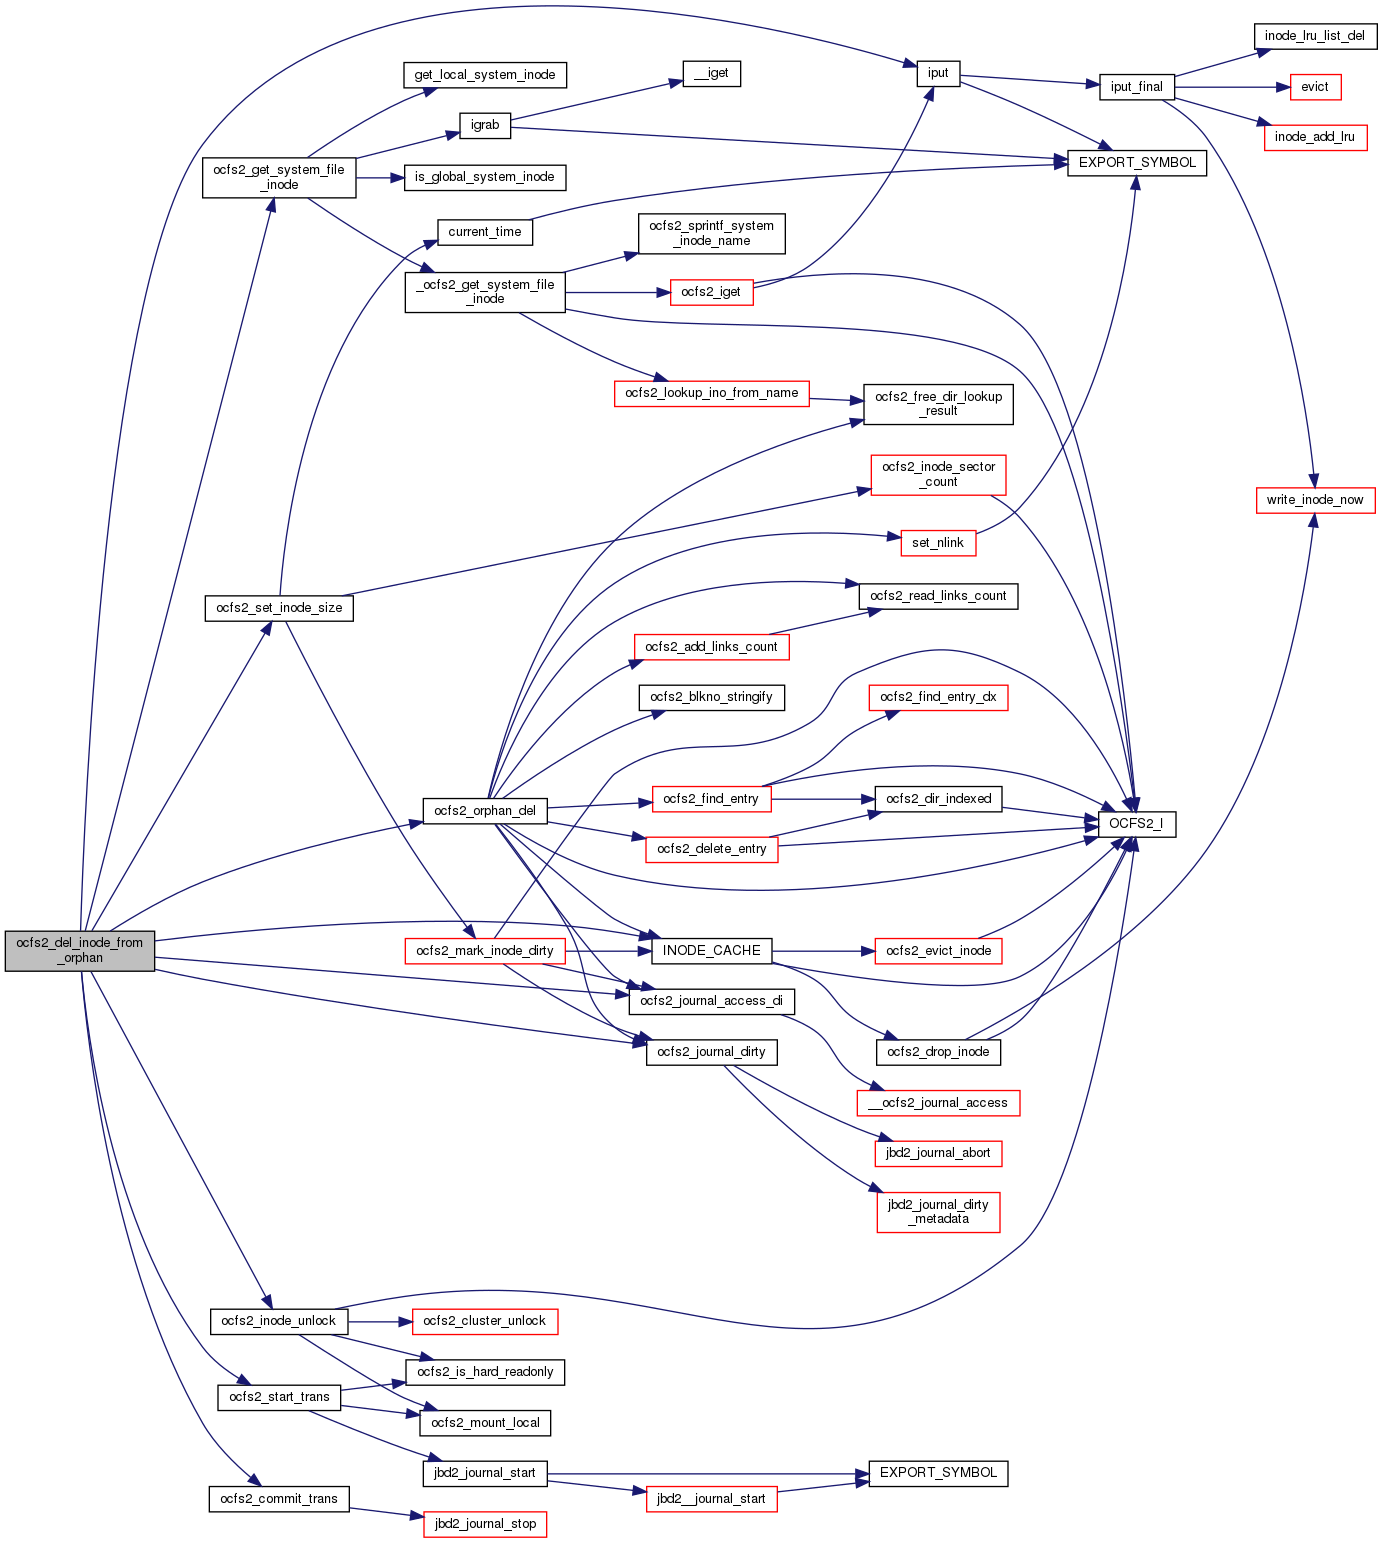 inode_lru_list_del
get_local_system_inode
__iget
iput
iput_final
evict
igrab
inode_add_lru
EXPORT_SYMBOL
ocfs2_get_system_file
_inode
is_global_system_inode
current_time
ocfs2_sprintf_system
_inode_name
_ocfs2_get_system_file
_inode
ocfs2_iget
ocfs2_lookup_ino_from_name
ocfs2_free_dir_lookup
_result
ocfs2_inode_sector
_count
write_inode_now
set_nlink
ocfs2_read_links_count
ocfs2_set_inode_size
ocfs2_add_links_count
ocfs2_blkno_stringify
ocfs2_find_entry_dx
ocfs2_orphan_del
ocfs2_find_entry
ocfs2_dir_indexed
OCFS2_I
ocfs2_delete_entry
ocfs2_del_inode_from
_orphan
ocfs2_mark_inode_dirty
INODE_CACHE
ocfs2_evict_inode
ocfs2_journal_access_di
ocfs2_journal_dirty
ocfs2_drop_inode
__ocfs2_journal_access
jbd2_journal_abort
jbd2_journal_dirty
_metadata
ocfs2_inode_unlock
ocfs2_cluster_unlock
ocfs2_is_hard_readonly
ocfs2_start_trans
ocfs2_mount_local
jbd2_journal_start
EXPORT_SYMBOL
ocfs2_commit_trans
jbd2__journal_start
jbd2_journal_stop